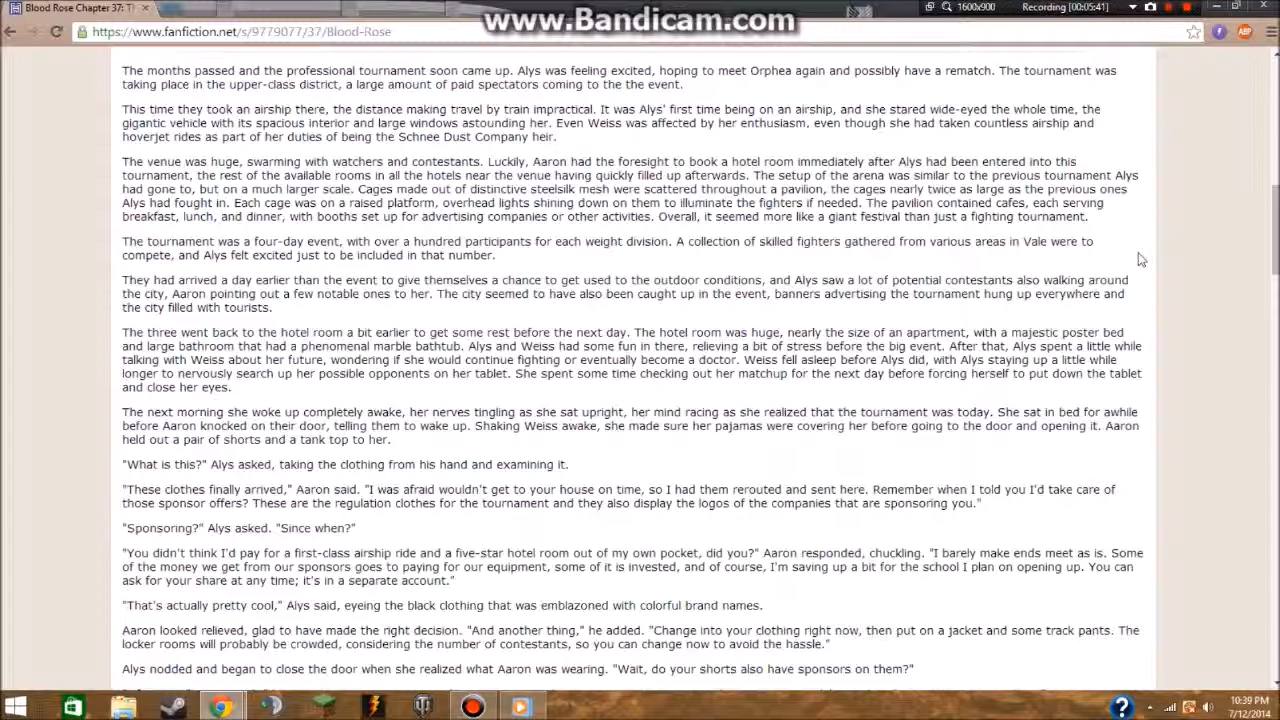 Blood Rose Chapter 37: T
www.Bandicam.com
1600x900
Recording [00:05:41]
https://www.fanfiction.net/s/9779077/37/Blood-Rose
ABP
The months passed and the professional tournament soon came up. Alys was feeling excited, hoping to meet Orphea again and possibly have a rematch. The tournament was
taking place in the upper-class district, a large amount of paid spectators coming to the the event.
This time they took an airship there, the distance making travel by train impractical. It was Alys' first time being on an airship, and she stared wide-eyed the whole time, the
gigantic vehicle with its spacious interior and large windows astounding her. Even Weiss was affected by her enthusiasm, even though she had taken countless airship and
hoverjet rides as part of her duties of being the Schnee Dust Company heir.
The venue was huge, swarming with watchers and contestants. Luckily, Aaron had the foresight to book a hotel room immediately after Alys had been entered into this
tournament, the rest of the available rooms in all the hotels near the venue having quickly filled up afterwards. The setup of the arena was similar to the previous tournament Alys
had gone to, but on a much larger scale. Cages made out of distinctive steelsilk mesh were scattered throughout a pavilion, the cages nearly twice as large as the previous ones
Alys had fought in. Each cage was on a raised platform, overhead lights shining down on them to illuminate the fighters if needed. The pavilion contained cafes, each serving
breakfast, lunch, and dinner, with booths set up for advertising companies or other activities. Overall, it seemed more like a giant festival than just a fighting tournament.
The tournament was a four-day event, with over a hundred participants for each weight division. A collection of skilled fighters gathered from various areas in Vale were to
compete, and Alys felt excited just to be included in that number.
They had arrived a day earlier than the event to give themselves a chance to get used to the outdoor conditions, and Alys saw a lot of potential contestants also walking around
the city, Aaron pointing out a few notable ones to her. The city seemed to have also been caught up in the event, banners advertising the tournament hung up everywhere and
the city filled with tourists.
The three went back to the hotel room a bit earlier to get some rest before the next day. The hotel room was huge, nearly the size of an apartment, with a majestic poster bed
and large bathroom that had a phenomenal marble bathtub. Alys and Weiss had some fun in there, relieving a bit of stress before the big event. After that, Alys spent a little while
talking with Weiss about her future, wondering if she would continue fighting or eventually become a doctor. Weiss fell asleep before Alys did, with Alys staying up a little while
longer to nervously search up her possible opponents on her tablet. She spent some time checking out her matchup for the next day before forcing herself to put down the tablet
and close her eyes.
The next morning she woke up completely awake, her nerves tingling as she sat upright, her mind racing as she realized that the tournament was today. She sat in bed for awhile
before Aaron knocked on their door, telling them to wake up. Shaking Weiss awake, she made sure her pajamas were covering her before going to the door and opening it. Aaron
held out a pair of shorts and a tank top to her.
"What is this?" Alys asked, taking the clothing from his hand and examining it.
"These clothes finally arrived," Aaron said. "I was afraid wouldn't get to your house on time, so I had them rerouted and sent here. Remember when I told you I'd take care of
those sponsor offers? These are the regulation clothes for the tournament and they also display the logos of the companies that are sponsoring you."
"Sponsoring?" Alys asked. "Since when?"
"You didn't think I'd pay for a first-class airship ride and a five-star hotel room out of my own pocket, did you?" Aaron responded, chuckling. "I barely make ends meet as is. Some
of the money we get from our sponsors goes to paying for our equipment, some of it is invested, and of course, I'm saving up a bit for the school I plan on opening up. You can
ask for your share at any time; it's in a separate account."
"That's actually pretty cool," Alys said, eyeing the black clothing that was emblazoned with colorful brand names.
Aaron looked relieved, glad to have made the right decision. "And another thing," he added. "Change into your clothing right now, then put on a jacket and some track pants. The
locker rooms will probably be crowded, considering the number of contestants, so you can change now to avoid the hassle."
Alys nodded and began to close the door when she realized what Aaron was wearing. "Wait, do your shorts also have sponsors on them?"
10:39 PM
7/12/2014